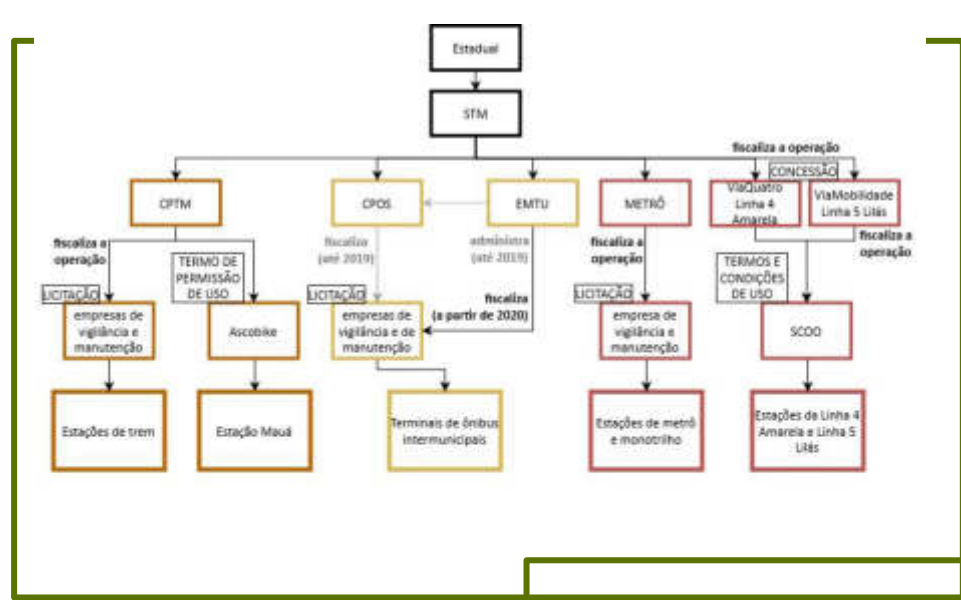 Estadual
STM
fiscaliza a operação
CONCESSÃO
CPTM
CPOS
EMTU
METRÔ
ViaQuatro
Linha 4
Amarela
ViaMobilidade
Linha 5 Lilás
fiscaliza a
operação
TERMO DE
PERMISSÃO
DE USO
LICITAÇÃO
fiscaliza
(até 2019)
administra
(até 2019)
LICITAÇÃO
fiscaliza
(a partir de 2020)
fiscaliza a
operação
LICITAÇÃO
TERMOS E
CONDIÇÕES
DE USO
fiscaliza a
operação
empresas de
vigilância e
manutenção
Ascobike
empresas de
vigilância e de
manutenção
empresa de
vigilância e
manutenção
SCOO
Estações de trem
Estação Mauá
Terminais de ônibus
intermunicipais
Estações de metrô
e monotrilho
Estações da Linha 4
Amarela e Linha 5
Lilás